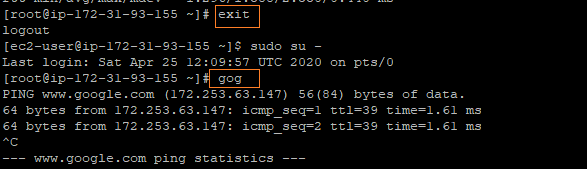 [root@ip-172-31-93-155 ~]# exit
logout
[ec2-user@ip-172-31-93-155 ~]$ sudo su -
Last login: Sat Apr 25 12:09:57 UTC 2020 on pts/0
[root@ip-172-31-93-155 ~]# gog
PING www.google.com (172.253.63.147) 56(84) bytes of data.
64 bytes from 172.253.63.147: icmp_seq=1 ttl=39 time=1.61 ms
64 bytes from 172.253.63.147: icmp_seq=2 ttl=39 time=1.61 ms
^C
--- www.google.com ping statistics ---